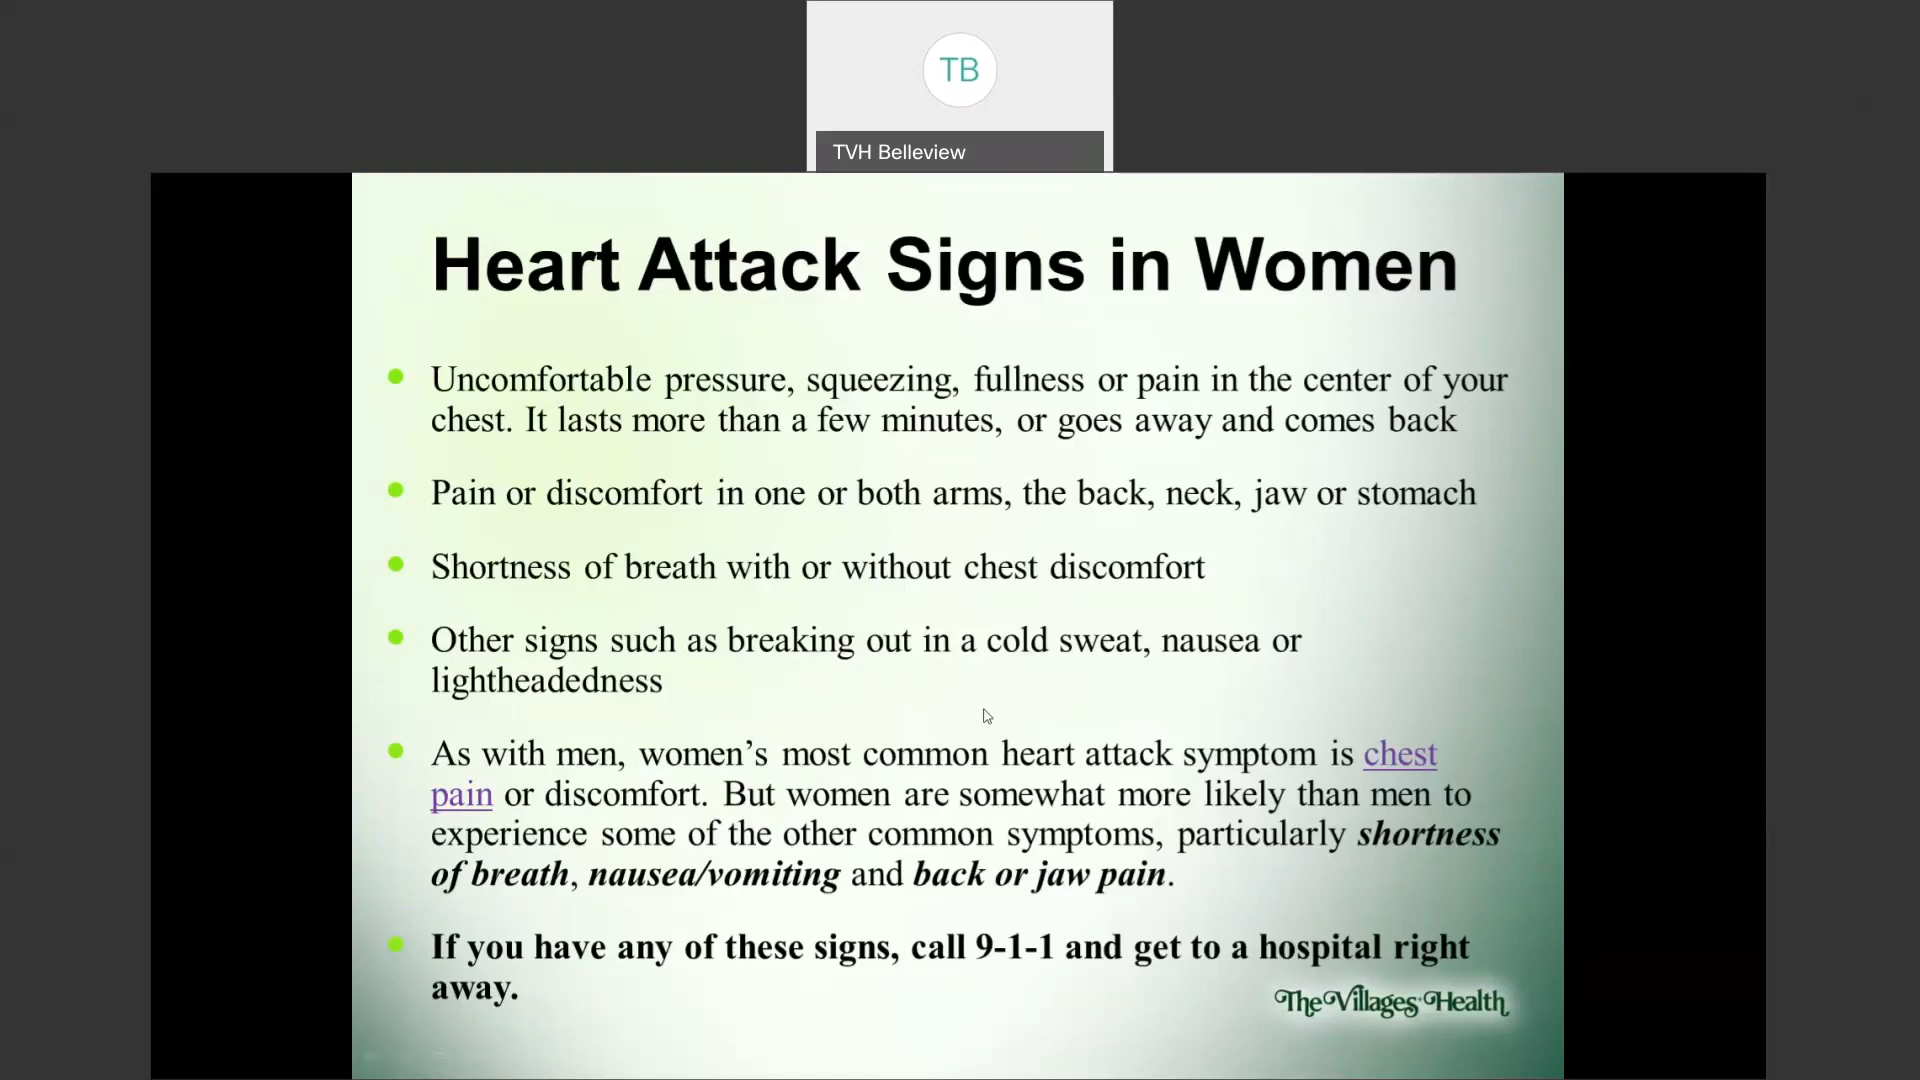 TB
TVH Belleview
Heart Attack Signs in Women
Uncomfortable pressure, squeezing, fullness or pain in the center of your
chest. It lasts more than a few minutes, or goes away and comes back
Pain or discomfort in one or both arms, the back, neck, jaw or stomach
Shortness of breath with or without chest discomfort
Other signs such as breaking out in a cold sweat, nausea or
lightheadedness
As with men, women’s most common heart attack symptom is chest
pain or discomfort. But women are somewhat more likely than men to
experience some of the other common symptoms, particularly shortness
of breath, nausea/vomiting and back or jaw pain.
If you have any of these signs, call 9-1-1 and get to a hospital right
away.
The Villages Health